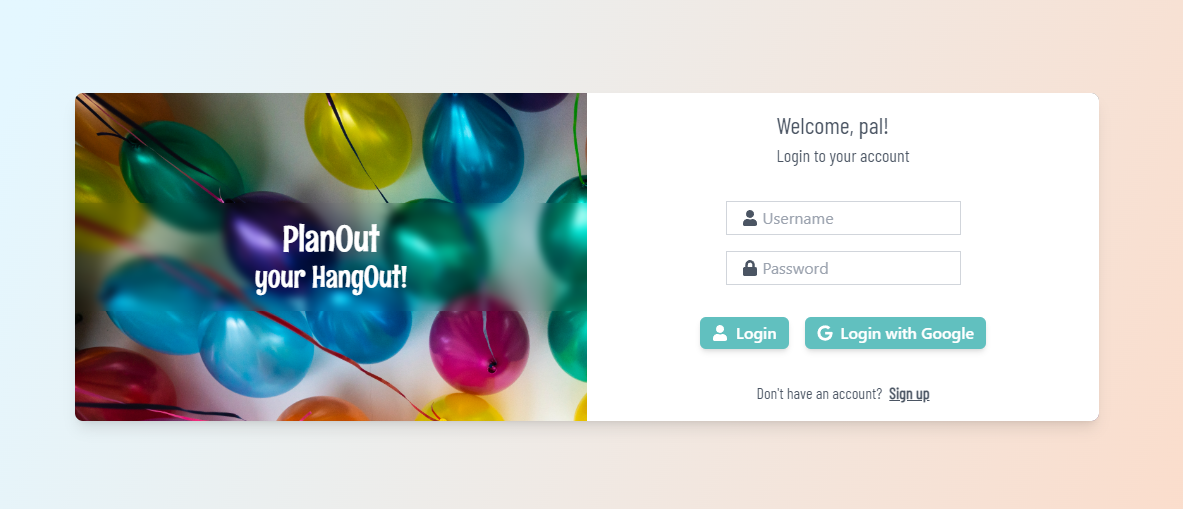 PlanOut
your HangOut!
Welcome, pal!
Login to your account
Username
Password
Login
Login with Google
Don't have an account? Sign up